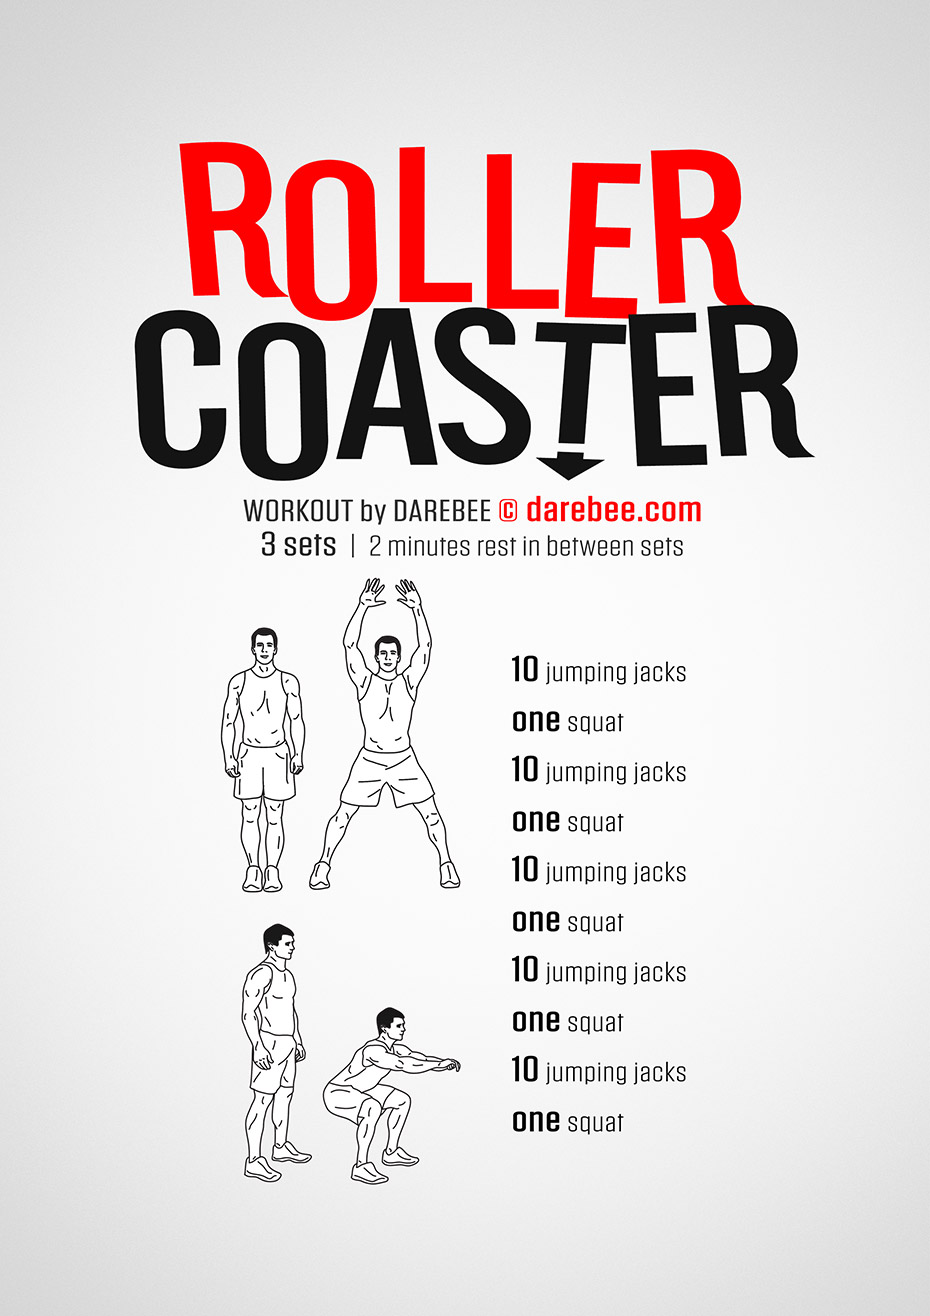 ROLLER
COASTER
WORKOUT by DAREBEE © darebee.com
3 sets | 2 minutes rest in between sets
10 jumping jacks
one squat
10 jumping jacks
one squat
10 jumping jacks
one squat
10 jumping jacks
one squat
10 jumping jacks
one squat